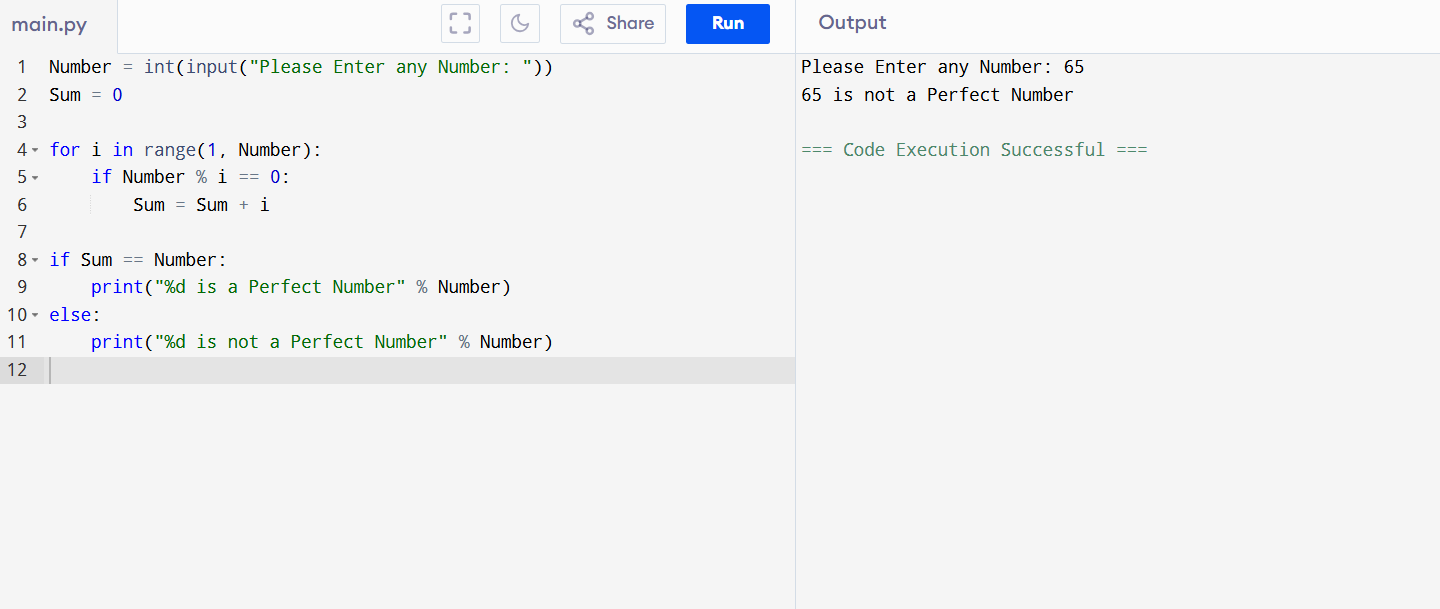 main.py
Share
Run
Output
1 Number = int(input("Please Enter any Number: "))
2 Sum = 0
3
4 for i in range(1, Number):
5     if Number % i == 0:
6         Sum = Sum + i
7
8 if Sum == Number:
9     print("%d is a Perfect Number" % Number)
10 else:
11     print("%d is not a Perfect Number" % Number)
12
Please Enter any Number: 65
65 is not a Perfect Number
=== Code Execution Successful ===